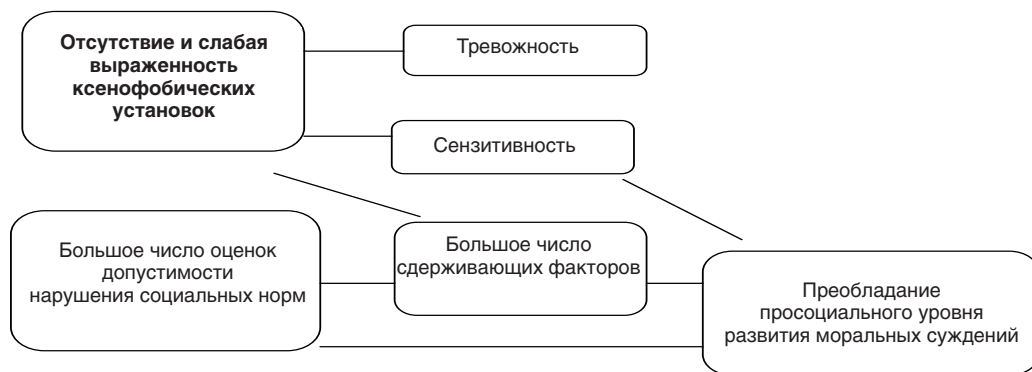 Отсутствие и слабая
выраженность
ксенофобических
установок
Тревожность
Сензитивность
Большое число оценок
допустимости
нарушения социальных норм
Большое число
сдерживающих факторов
Преобладание
просоциального уровня
развития моральных суждений